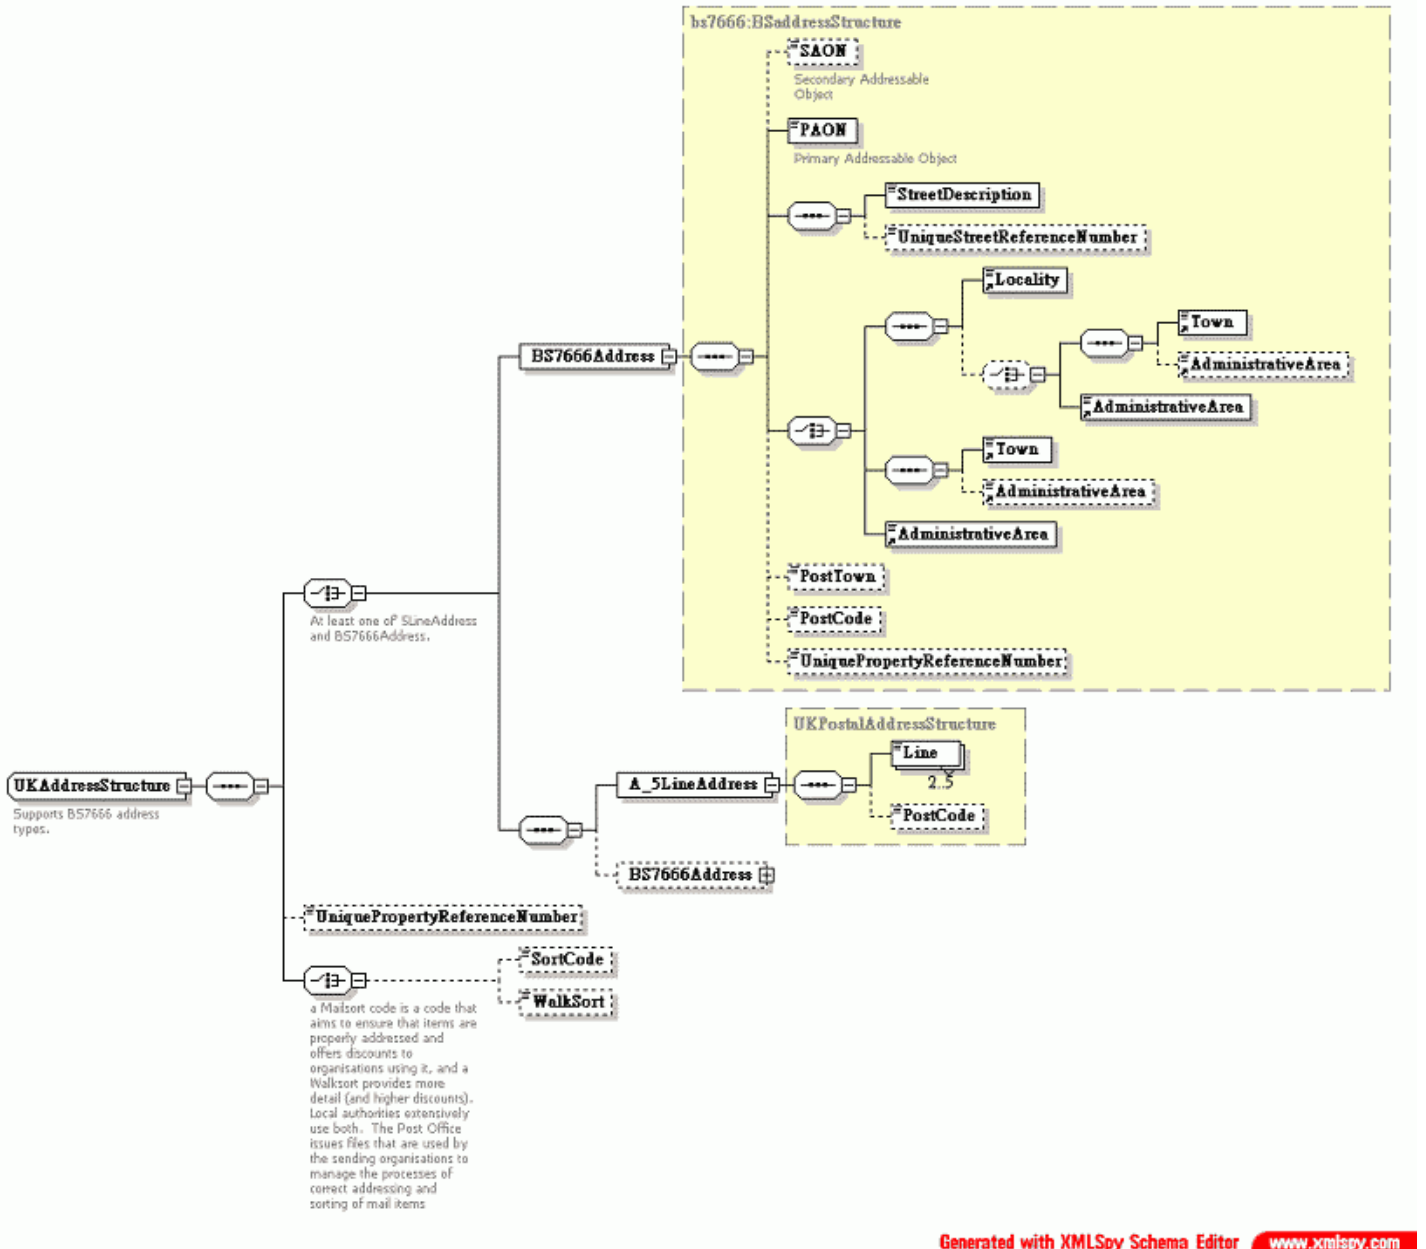 bs7666:BSaddressStructure
SAON
Secondary Addressable
Object
PAON
Primary Addressable Object
StreetDescription
UniqueStreetReferenceNumber
Locality
Town
AdministrativeArea
AdministrativeArea
BS7666Address
Town
AdministrativeArea
AdministrativeArea
PostTown
PostCode
UniquePropertyReferenceNumber
At least one of 5LineAddress
and BS7666Address.
UKPostalAddressStructure
Line
2..5
PostCode
A_5LineAddress
BS7666Address
UKAddressStructure
Supports BS7666 address
types.
UniquePropertyReferenceNumber
SortCode
WalkSort
a Mailsort code is a code that
aims to ensure that items are
properly addressed and
offers discounts to
organisations using it, and a
Walksort provides more
detail (and higher discounts).
Local authorities extensively
use both. The Post Office
issues files that are used by
the sending organisations to
manage the processes of
correct addressing and
sorting of mail items
Generated with XMLSpy Schema Editor www.xmlspy.com